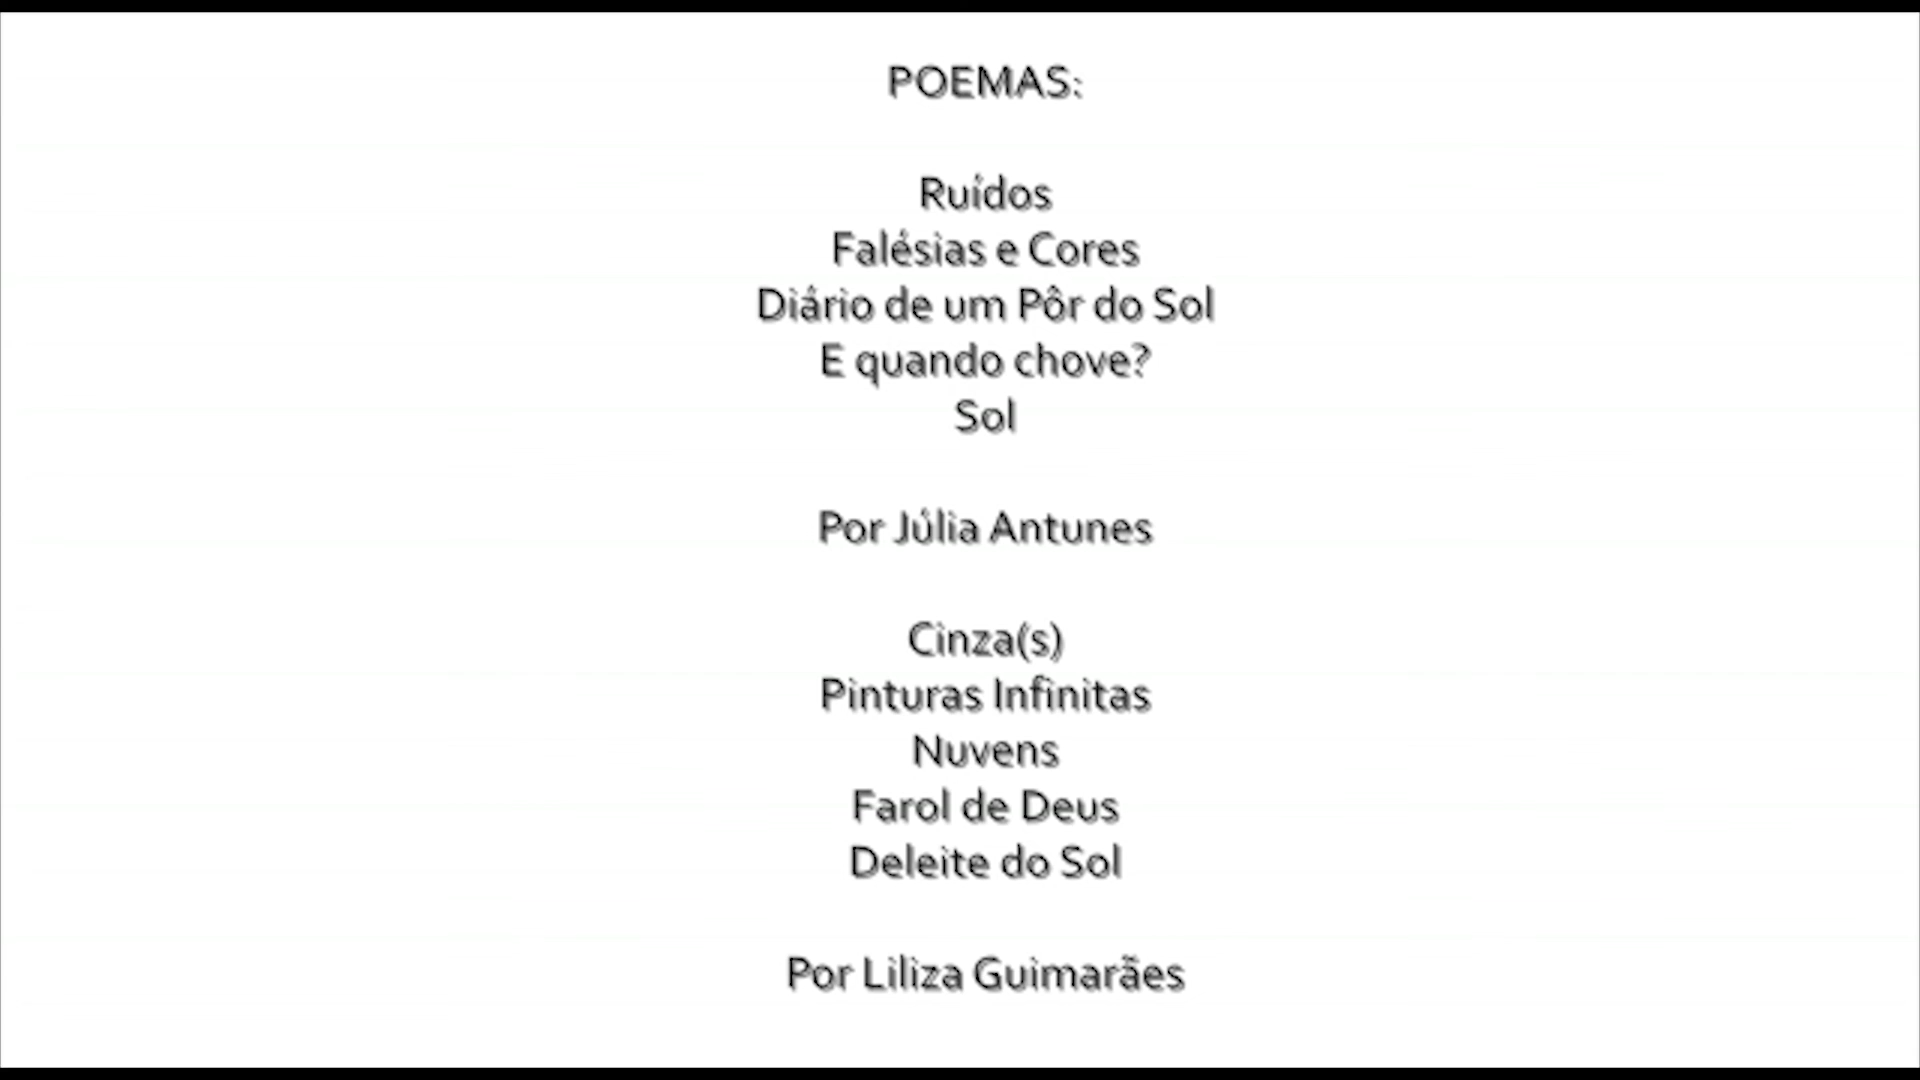 POEMAS:
Ruídos
Falésias e Cores
Diário de um Pôr do Sol
E quando chove?
Sol
Por Júlia Antunes
Cinza(s)
Pinturas Infinitas
Nuvens
Farol de Deus
Deleite do Sol
Por Liliza Guimarães